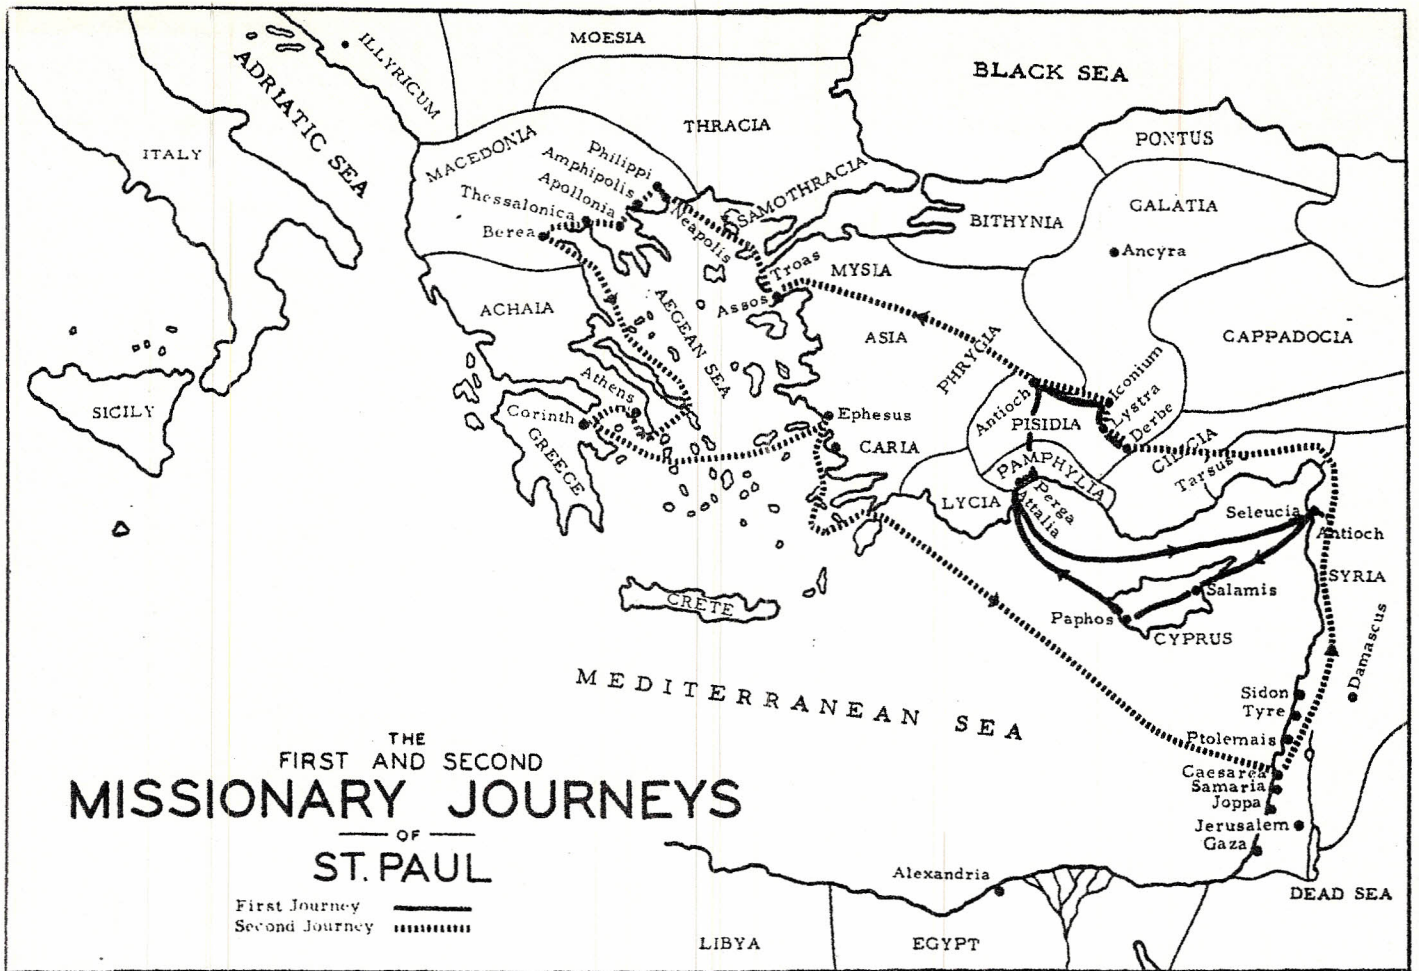 MOESIA
ILLYRICUM
BLACK SEA
ADRIATIC SEA
THRACIA
PONTUS
ITALY
MACEDONIA
Philippi
Amphipolis
Apollonia
Thessalonica
Berea
Neapolis
SAMOTHRACIA
BITHYNIA
GALATIA
Ancyra
Troas
MYSIA
Assos
ACHAIA
AEGEAN SEA
ASIA
PHRYGIA
CAPPADOCIA
SICILY
Athens
Corinth
GREECE
Ephesus
CARIA
Antioch
PISIDIA
Iconium
Lystra
Derbe
CILICIA
Tarsus
PAMPHYLIA
LYCIA
Perga
Attalia
Seleucia
Antioch
SYRIA
CRETE
Salamis
Paphos
CYPRUS
Damascus
MEDITERRANEAN SEA
Sidon
Tyre
Ptolemais
Caesarea
Samaria
Joppa
Jerusalem
Gaza
THE
FIRST AND SECOND
MISSIONARY JOURNEYS
OF
ST. PAUL
First Journey
Second Journey
Alexandria
DEAD SEA
LIBYA
EGYPT